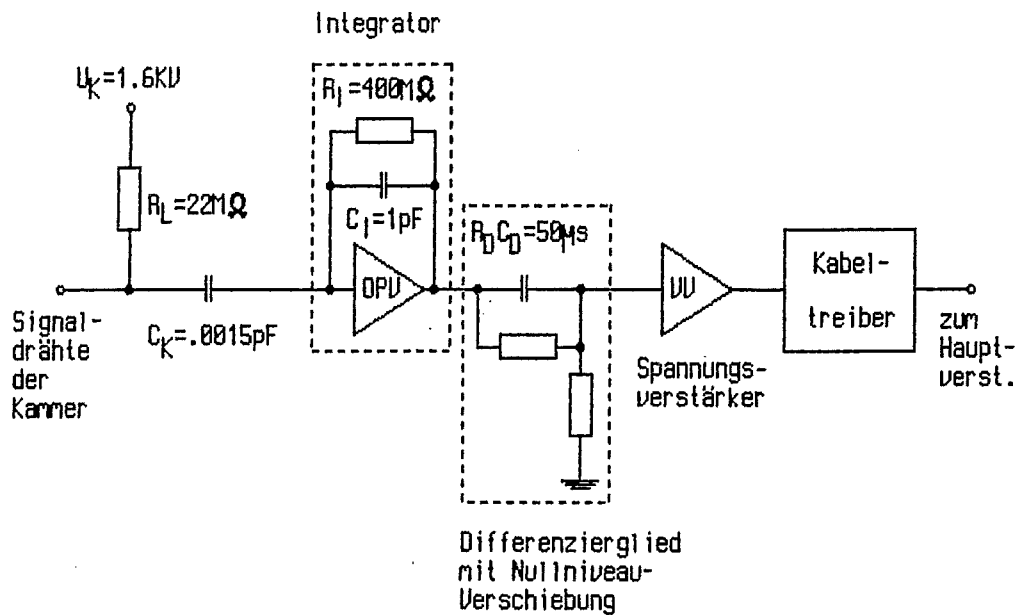 Integrator
U_K=1.6KV
R_I=400MΩ
R_L=22MΩ
C_I=1pF
R_D C_D=50µs
OPV
VV
Kabel-
treiber
C_K=.0015pF
Signal-
drähte
der
Kammer
Spannungs-
verstärker
zum
Haupt-
verst.
Differenzierglied
mit Nullniveau-
Verschiebung